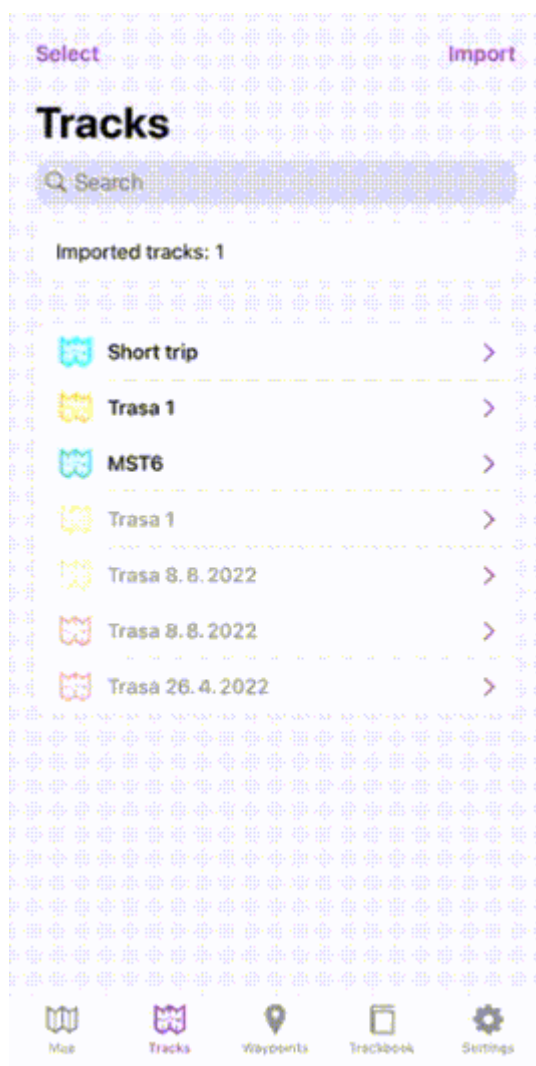 Select Import
Tracks
Search
Imported tracks: 1
Short trip
Trasa 1
MST6
Trasa 1
Trasa 8. 8. 2022
Trasa 8. 8. 2022
Trasa 26. 4. 2022
Map Tracks Waypoints Trackbook Settings